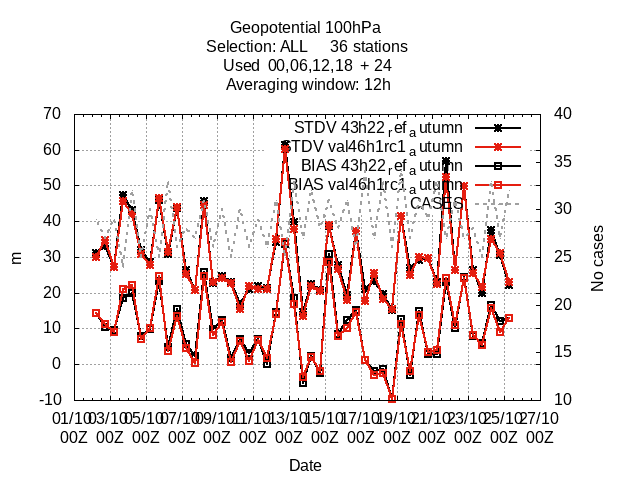 Geopotential 100hPa
Selection: ALL 36 stations
Used 00,06,12,18 + 24
Averaging window: 12h
70 40
STDV 43h22_ref_autumn
60
STDV val46h1rc1_autumn
35
BIAS 43h22_ref_autumn
50
BIAS val46h1rc1_autumn
CASES
30
40
m
30 25
No cases
20 20
10
15
0
-10 10
01/10 03/10 05/10 07/10 09/10 11/10 13/10 15/10 17/10 19/10 21/10 23/10 25/10 27/10
00Z 00Z 00Z 00Z 00Z 00Z 00Z 00Z 00Z 00Z 00Z 00Z 00Z 00Z
Date